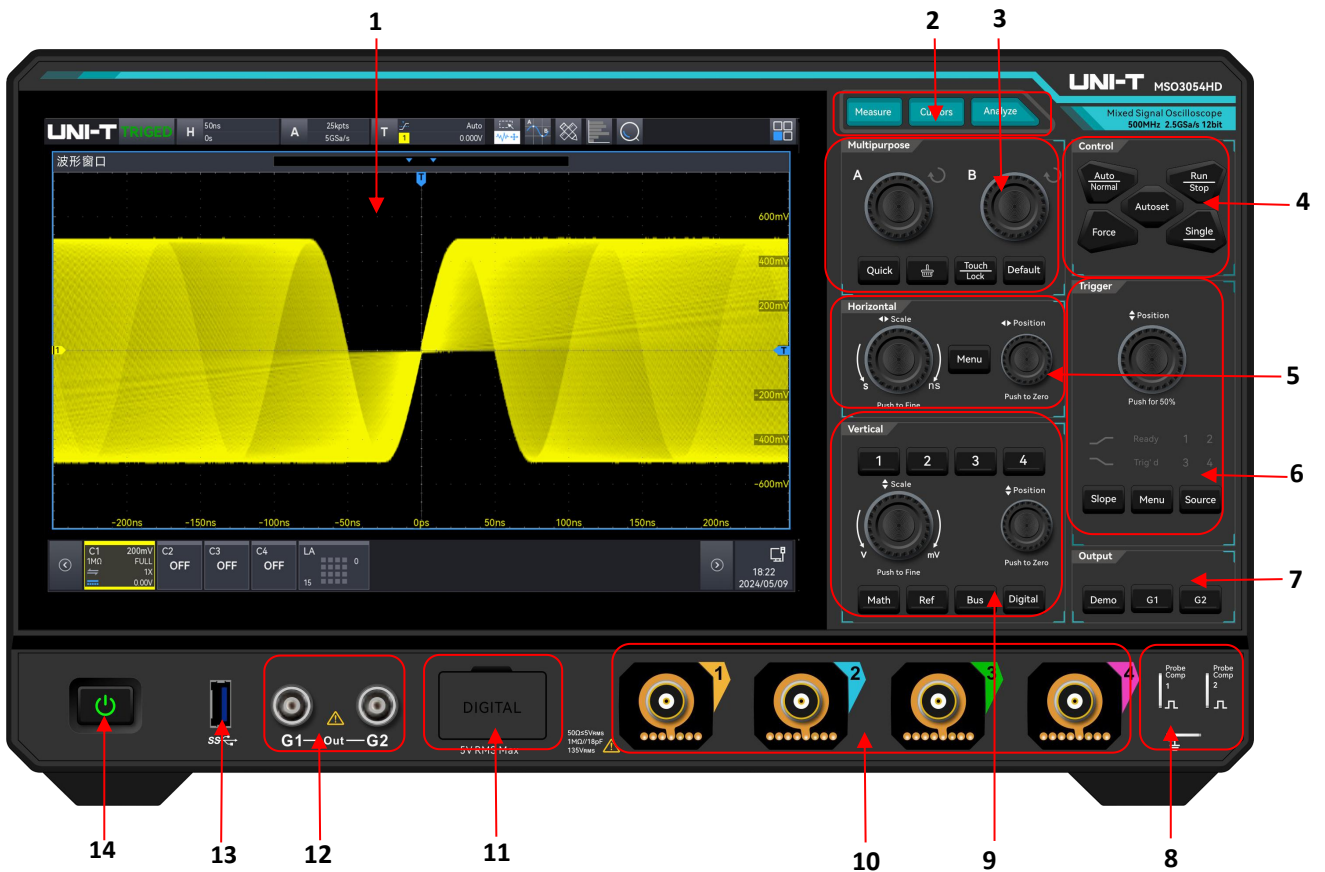 1
2
3
UNI-T MSO3054HD
Mixed Signal Oscilloscope
500MHz 2.5GSa/s 12bit
Measure Cursors Analyze
UNI-T TRIGED H 50ns 0s A 25kpts 5GSa/s T 1 Auto 0.000V A B
波形窗口
T
600mV
400mV
200mV
1 T
-200mV
-400mV
-600mV
-200ns -150ns -100ns -50ns 0ps 50ns 100ns 150ns 200ns
C1 200mV
1MΩ FULL
1X
0.00V
C2
OFF
C3
OFF
C4
OFF
LA
0
15
18:22
2024/05/09
Multipurpose
A B
Quick Touch Lock Default
Control
Auto
Normal
Run
Stop
Autoset
Force
Single
4
Horizontal
Scale
Position
Menu
s ns
Push to Fine
Push to Zero
5
Trigger
Position
Push for 50%
Ready 1 2
Trig'd 3 4
Slope Menu Source
6
Vertical
1 2 3 4
Scale
Position
V mV
Push to Fine
Push to Zero
Math Ref Bus Digital
Output
Demo G1 G2
7
SS
G1 Out G2
DIGITAL
5V RMS Max
50Ω≤5VRMS
1MΩ//18pF
135VRMS
1
2
3
4
Probe
Comp
1
Probe
Comp
2
14
13
12
11
10
9
8